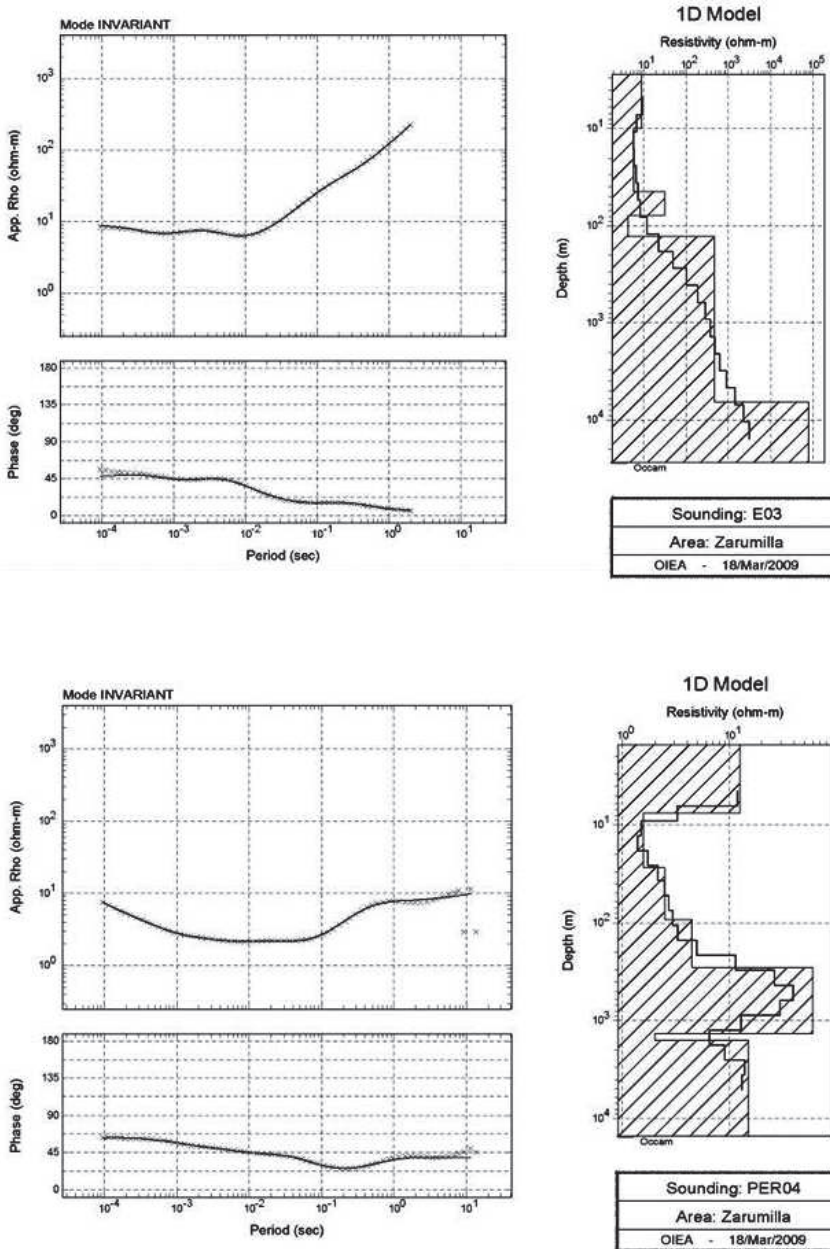 Mode INVARIANT
App. Rho (ohm-m)
10³
10²
10¹
10⁰
Phase (deg)
180
135
90
45
0
10⁻⁴ 10⁻³ 10⁻² 10⁻¹ 10⁰ 10¹
Period (sec)
1D Model
Resistivity (ohm-m)
10¹ 10² 10³ 10⁴ 10⁵
Depth (m)
10¹
10²
10³
10⁴
Occam
Sounding: E03
Area: Zarumilla
OIEA - 18/Mar/2009
Mode INVARIANT
App. Rho (ohm-m)
10³
10²
10¹
10⁰
Phase (deg)
180
135
90
45
0
10⁻⁴ 10⁻³ 10⁻² 10⁻¹ 10⁰ 10¹
Period (sec)
1D Model
Resistivity (ohm-m)
10⁰ 10¹
Depth (m)
10¹
10²
10³
10⁴
Occam
Sounding: PER04
Area: Zarumilla
OIEA - 18/Mar/2009